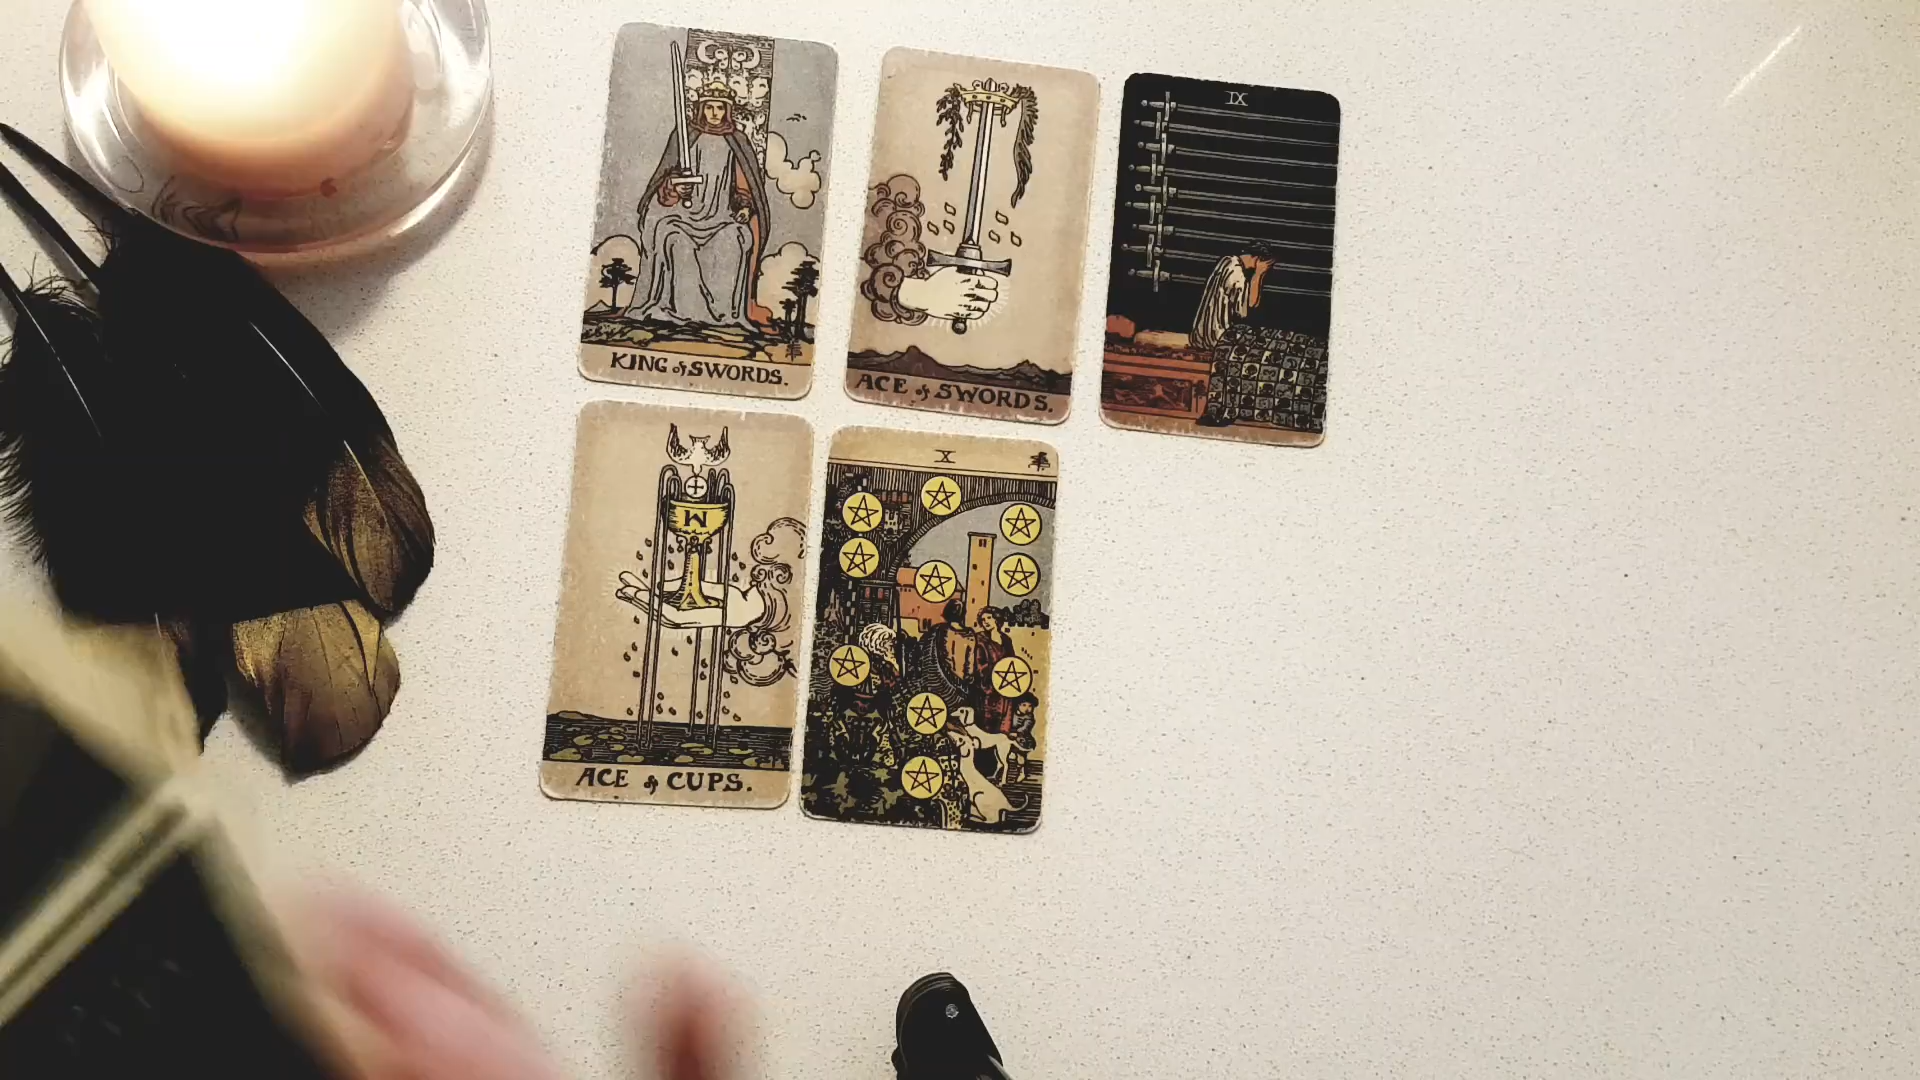 KING of SWORDS.
ACE of SWORDS.
IX
ACE of CUPS.
X